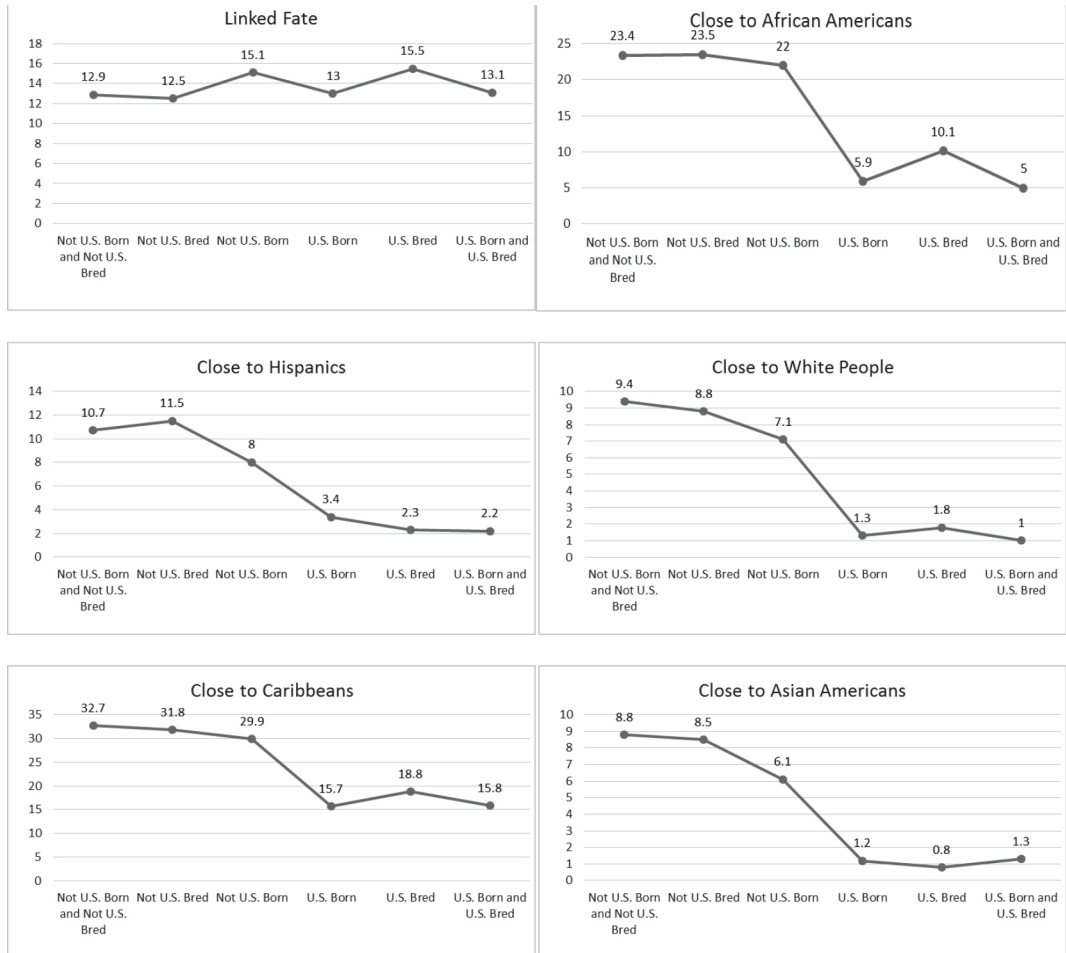 Linked Fate
18
16
14
12
10
8
6
4
2
0
12.9
12.5
15.1
13
15.5
13.1
Not U.S. Born
and Not U.S.
Bred
Not U.S. Bred
Not U.S. Born
U.S. Born
U.S. Bred
U.S. Born and
U.S. Bred
Close to African Americans
25
20
15
10
5
0
23.4
23.5
22
5.9
10.1
5
Not U.S. Born
and Not U.S.
Bred
Not U.S. Bred
Not U.S. Born
U.S. Born
U.S. Bred
U.S. Born and
U.S. Bred
Close to Hispanics
14
12
10
8
6
4
2
0
10.7
11.5
8
3.4
2.3
2.2
Not U.S. Born
and Not U.S.
Bred
Not U.S. Bred
Not U.S. Born
U.S. Born
U.S. Bred
U.S. Born and
U.S. Bred
Close to White People
10
9
8
7
6
5
4
3
2
1
0
9.4
8.8
7.1
1.3
1.8
1
Not U.S. Born
and Not U.S.
Bred
Not U.S. Bred
Not U.S. Born
U.S. Born
U.S. Bred
U.S. Born and
U.S. Bred
Close to Caribbeans
35
30
25
20
15
10
5
0
32.7
31.8
29.9
15.7
18.8
15.8
Not U.S. Born
and Not U.S.
Bred
Not U.S. Bred
Not U.S. Born
U.S. Born
U.S. Bred
U.S. Born and
U.S. Bred
Close to Asian Americans
10
9
8
7
6
5
4
3
2
1
0
8.8
8.5
6.1
1.2
0.8
1.3
Not U.S. Born
and Not U.S.
Bred
Not U.S. Bred
Not U.S. Born
U.S. Born
U.S. Bred
U.S. Born and
U.S. Bred